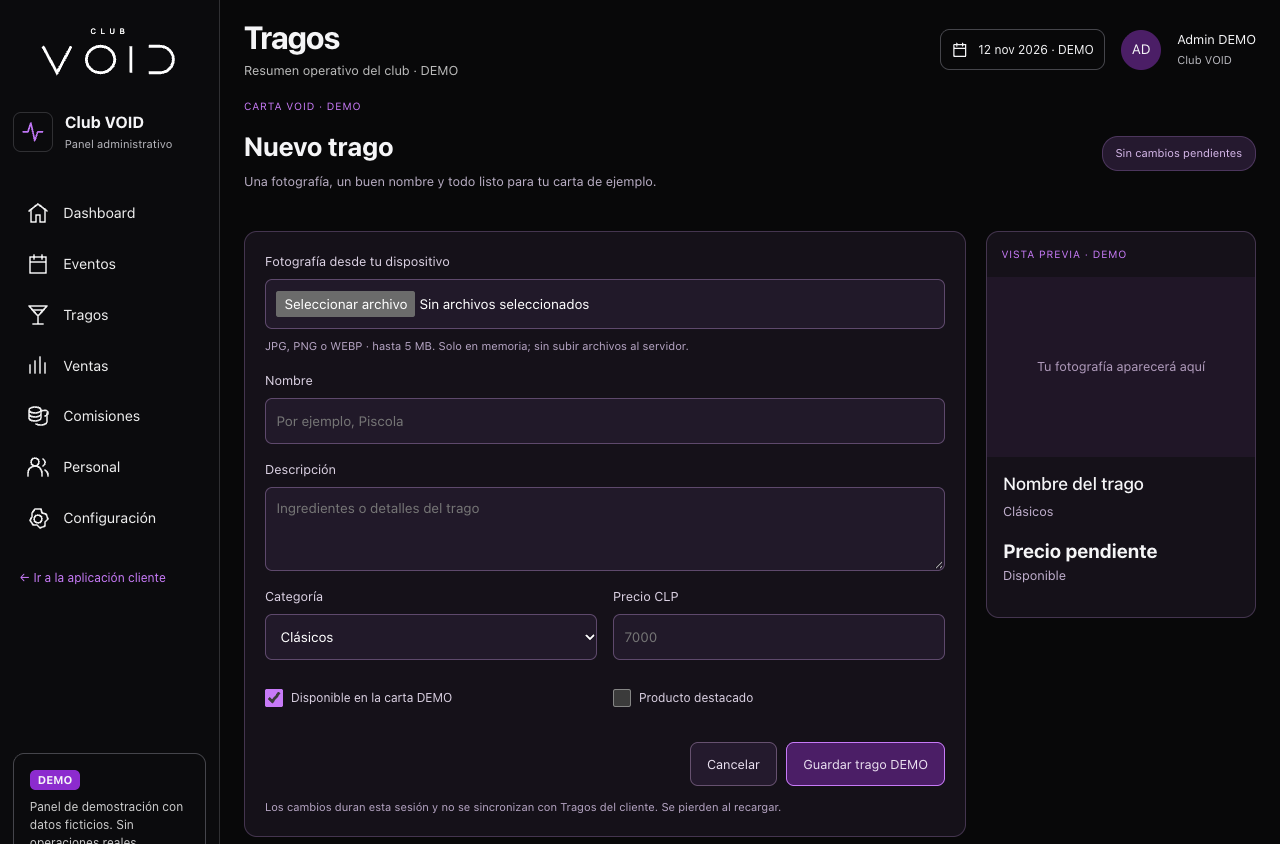 CLUB
VOID
Club VOID
Panel administrativo
Dashboard
Eventos
Tragos
Ventas
Comisiones
Personal
Configuración
← Ir a la aplicación cliente
DEMO
Panel de demostración con
datos ficticios. Sin
operaciones reales
Tragos
Resumen operativo del club · DEMO
12 nov 2026 · DEMO
AD
Admin DEMO
Club VOID
CARTA VOID · DEMO
Nuevo trago
Una fotografía, un buen nombre y todo listo para tu carta de ejemplo.
Sin cambios pendientes
Fotografía desde tu dispositivo
Seleccionar archivo Sin archivos seleccionados
JPG, PNG o WEBP · hasta 5 MB. Solo en memoria; sin subir archivos al servidor.
Nombre
Por ejemplo, Piscola
Descripción
Ingredientes o detalles del trago
Categoría
Clásicos
Precio CLP
7000
Disponible en la carta DEMO
Producto destacado
Cancelar
Guardar trago DEMO
Los cambios duran esta sesión y no se sincronizan con Tragos del cliente. Se pierden al recargar.
VISTA PREVIA · DEMO
Tu fotografía aparecerá aquí
Nombre del trago
Clásicos
Precio pendiente
Disponible